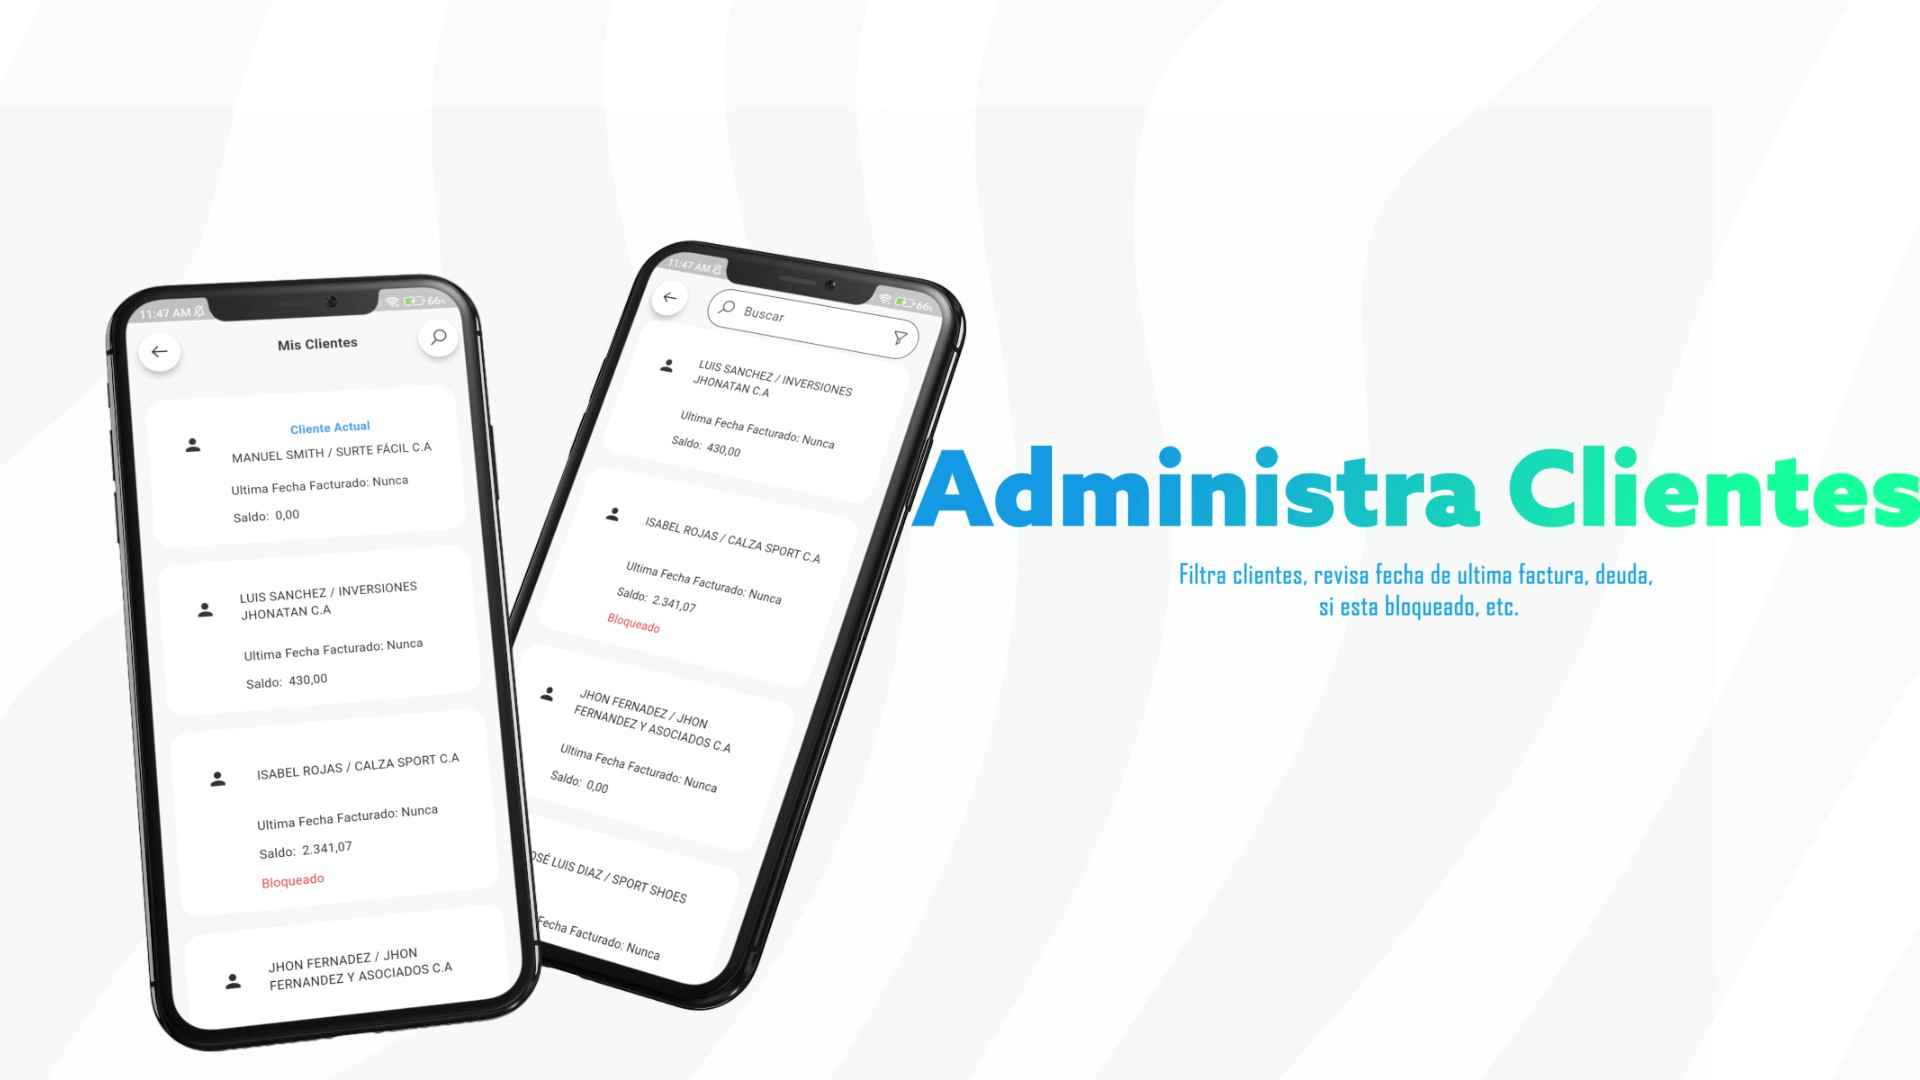 11:47 AM
66%
Mis Clientes
Cliente Actual
MANUEL SMITH / SURTE FÁCIL C.A
Ultima Fecha Facturado: Nunca
Saldo: 0,00
LUIS SANCHEZ / INVERSIONES
JHONATAN C.A
Ultima Fecha Facturado: Nunca
Saldo: 430,00
ISABEL ROJAS / CALZA SPORT C.A
Ultima Fecha Facturado: Nunca
Saldo: 2.341,07
Bloqueado
JHON FERNADEZ / JHON
FERNANDEZ Y ASOCIADOS C.A
11:47 AM
66%
Buscar
LUIS SANCHEZ / INVERSIONES
JHONATAN C.A
Ultima Fecha Facturado: Nunca
Saldo: 430,00
ISABEL ROJAS / CALZA SPORT C.A
Ultima Fecha Facturado: Nunca
Saldo: 2.341,07
Bloqueado
JHON FERNADEZ / JHON
FERNANDEZ Y ASOCIADOS C.A
Ultima Fecha Facturado: Nunca
Saldo: 0,00
OSÉ LUIS DIAZ / SPORT SHOES
Fecha Facturado: Nunca
Administra Clientes
Filtra clientes, revisa fecha de ultima factura, deuda,
si esta bloqueado, etc.